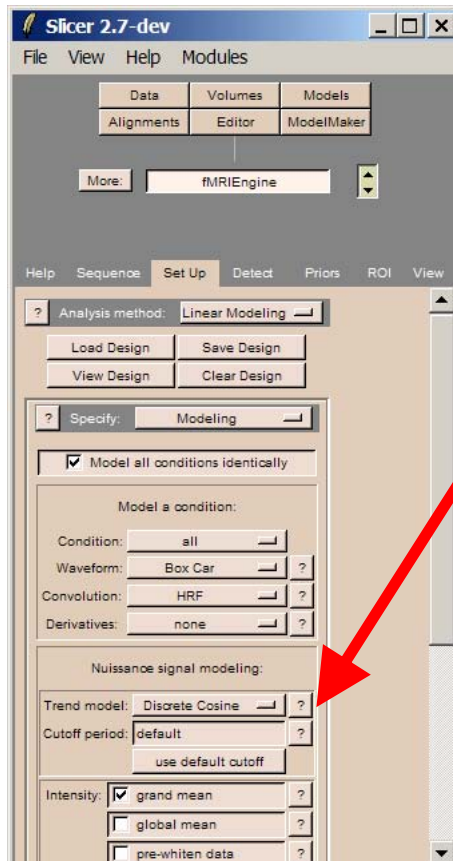 Slicer 2.7-dev
File View Help Modules
Data Volumes Models
Alignments Editor ModelMaker
More: fMRIEngine
Help Sequence Set Up Detect Priors ROI View
? Analysis method: Linear Modeling
Load Design Save Design
View Design Clear Design
? Specify: Modeling
Model all conditions identically
Model a condition:
Condition: all
Waveform: Box Car ?
Convolution: HRF ?
Derivatives: none ?
Nuissance signal modeling:
Trend model: Discrete Cosine ?
Cutoff period: default ?
use default cutoff
Intensity: grand mean ?
global mean ?
pre-whiten data ?